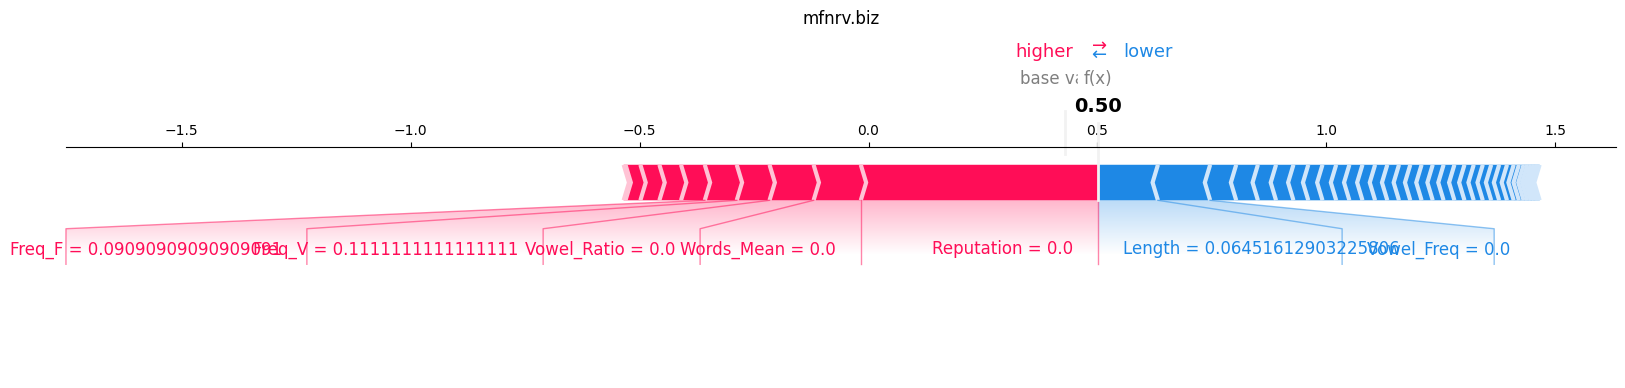 mfnrv.biz
higher → ← lower
base va f(x)
0.50
−1.5 −1.0 −0.5 0.0 0.5 1.0 1.5
Freq_F = 0.09090909090909091 Freq_V = 0.1111111111111111 Vowel_Ratio = 0.0 Words_Mean = 0.0 Reputation = 0.0 Length = 0.06451612903225806 Vowel_Freq = 0.0